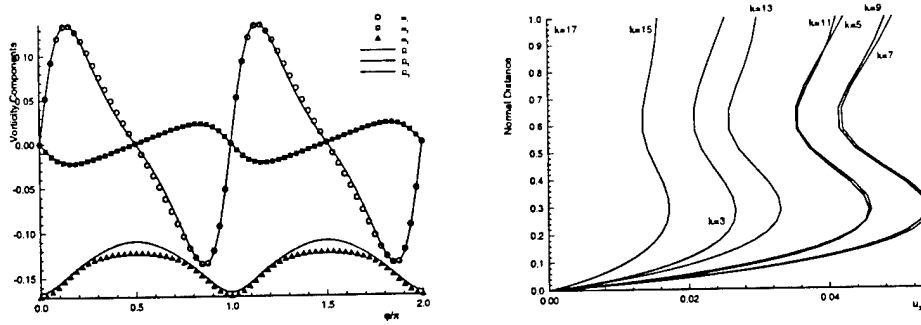 Vorticity Components
0.10
0.05
0.00
-0.05
-0.10
-0.15
0.0
0.5
1.0
1.5
2.0
φ/π
Normal Distance
1.0
0.9
0.8
0.7
0.6
0.5
0.4
0.3
0.2
0.1
0.0
0.00
0.02
0.04
k=17
k=15
k=13
k=11
k=5
k=9
k=7
k=3